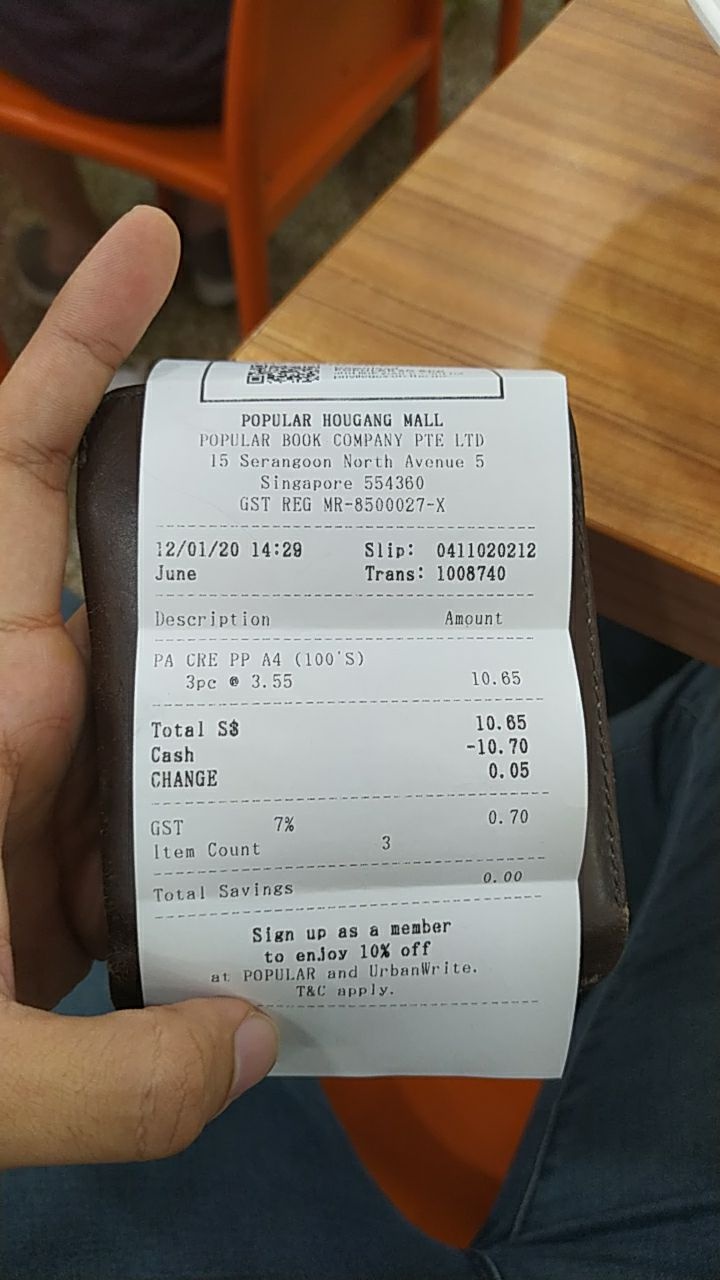 POPULAR HOUGANG MALL
POPULAR BOOK COMPANY PTE LTD
15 Serangoon North Avenue 5
Singapore 554360
GST REG MR-8500027-X
12/01/20 14:29 Slip: 0411020212
June Trans: 1008740
Description Amount
PA CRE PP A4 (100'S)
3pc @ 3.55 10.65
Total S$ 10.65
Cash -10.70
CHANGE 0.05
GST 7% 0.70
Item Count 3
Total Savings 0.00
Sign up as a member
to enjoy 10% off
at POPULAR and UrbanWrite.
T&C apply.